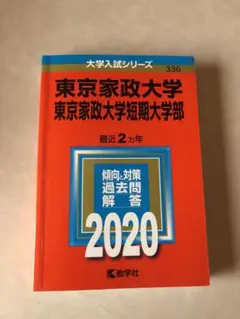 大学入試シリーズ
336
東京家政大学
東京家政大学短期大学部
最近2ヵ年
傾向と対策
過去問
解答
2020
教学社